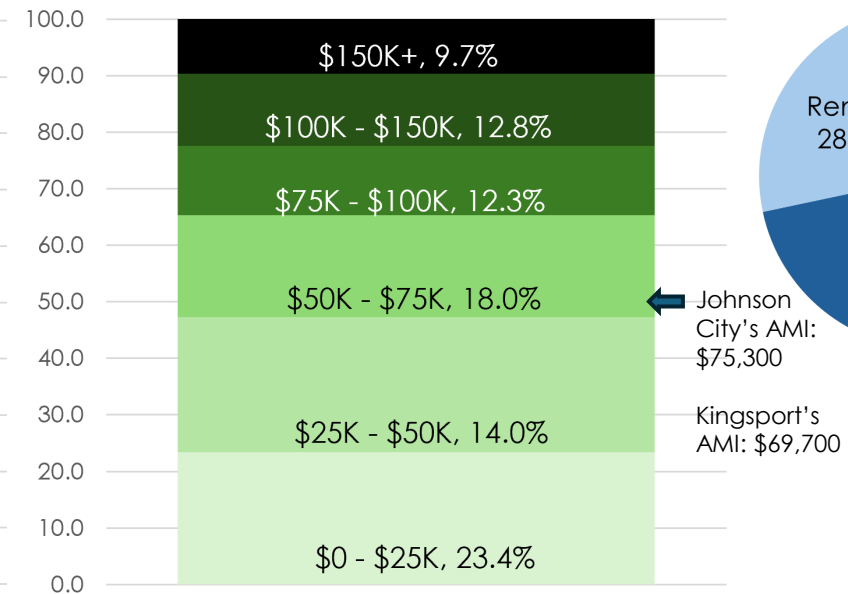 100.0
90.0
80.0
70.0
60.0
50.0
40.0
30.0
20.0
10.0
0.0
$150K+, 9.7%
$100K - $150K, 12.8%
$75K - $100K, 12.3%
$50K - $75K, 18.0%
$25K - $50K, 14.0%
$0 - $25K, 23.4%
Johnson
City's AMI:
$75,300
Kingsport's
AMI: $69,700
28